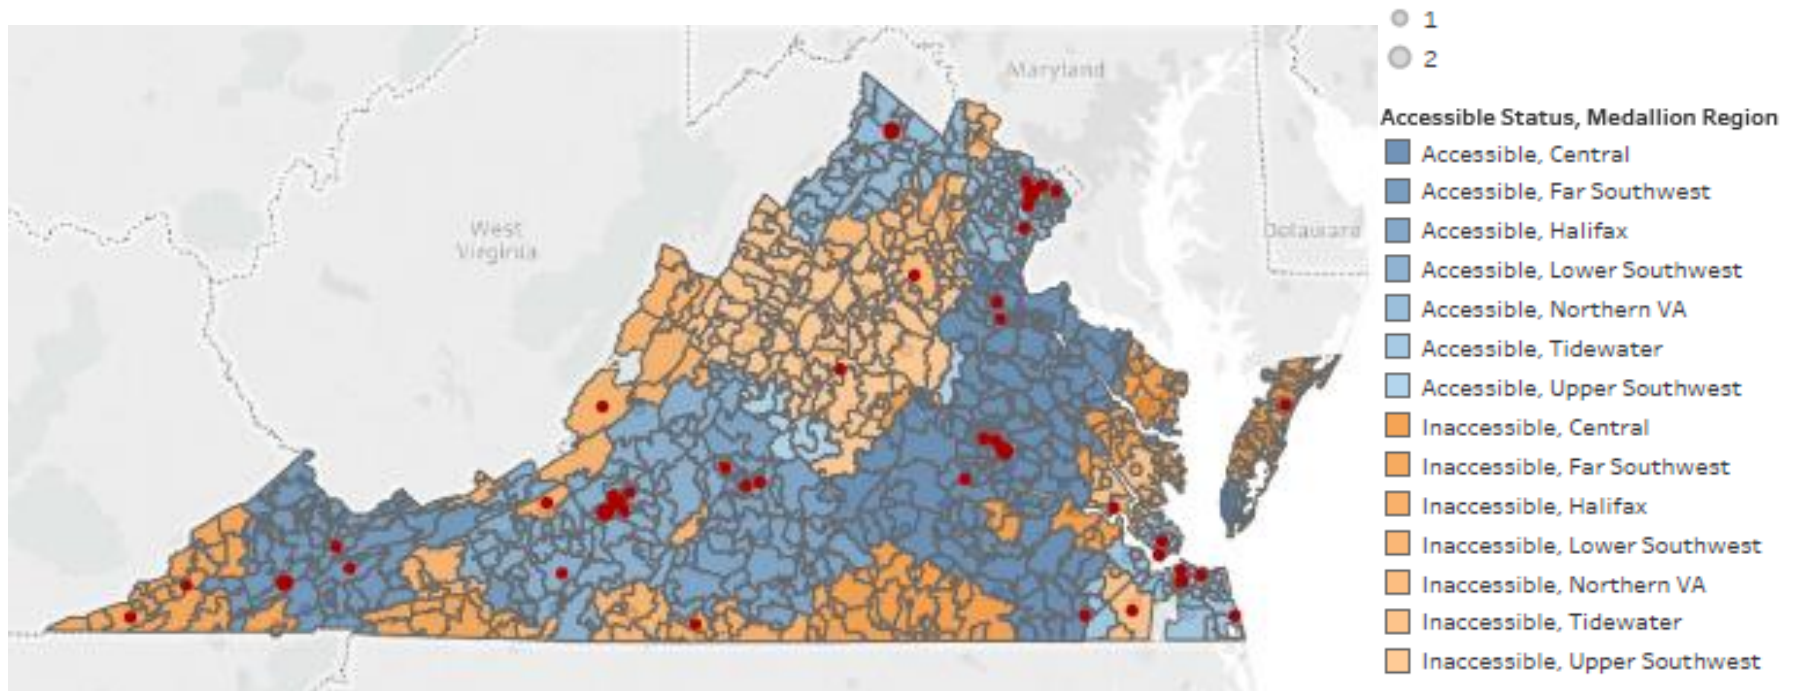 1
2
Maryland
West
Virginia
Delaware
Accessible Status, Medallion Region
Accessible, Central
Accessible, Far Southwest
Accessible, Halifax
Accessible, Lower Southwest
Accessible, Northern VA
Accessible, Tidewater
Accessible, Upper Southwest
Inaccessible, Central
Inaccessible, Far Southwest
Inaccessible, Halifax
Inaccessible, Lower Southwest
Inaccessible, Northern VA
Inaccessible, Tidewater
Inaccessible, Upper Southwest